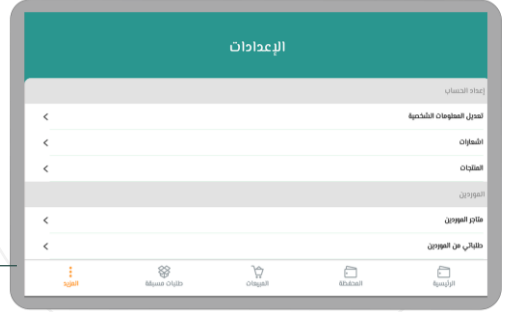 الإعدادات
إعداد الحساب
تعديل المعلومات الشخصية
اشعارات
المنتجات
الموردين
متاجر الموردين
طلباتي من الموردين
الرئيسية
المحفظة
المبيعات
طلبات مسبقة
المزيد